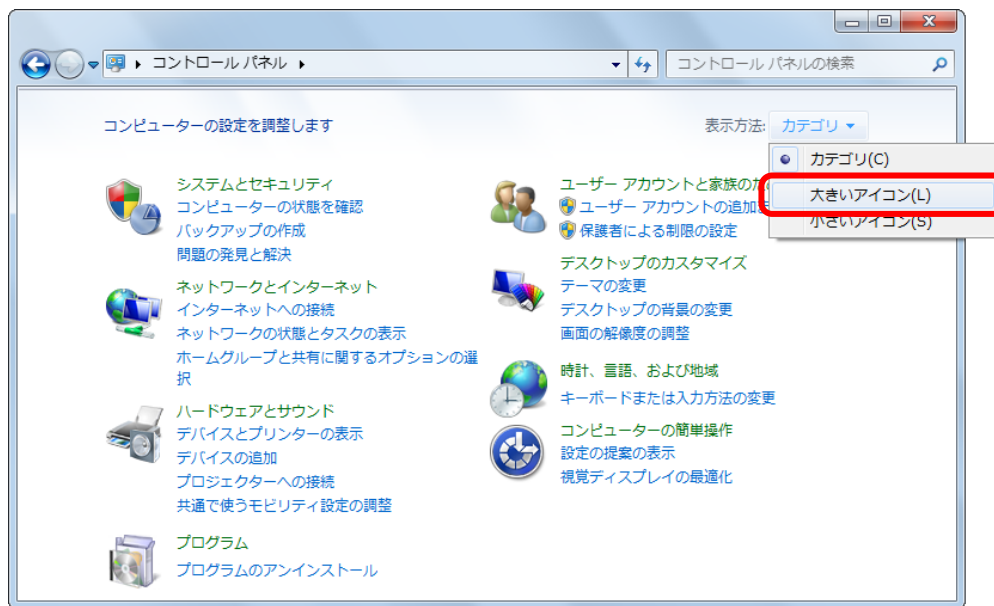 コントロール パネル
コントロール パネルの検索
コンピューターの設定を調整します
表示方法: カテゴリ
カテゴリ(C)
大きいアイコン(L)
小さいアイコン(S)
システムとセキュリティ
コンピューターの状態を確認
バックアップの作成
問題の発見と解決
ネットワークとインターネット
インターネットへの接続
ネットワークの状態とタスクの表示
ホームグループと共有に関するオプションの選
択
ハードウェアとサウンド
デバイスとプリンターの表示
デバイスの追加
プロジェクターへの接続
共通で使うモビリティ設定の調整
プログラム
プログラムのアンインストール
ユーザー アカウントと家族の
ユーザー アカウントの追加
保護者による制限の設定
デスクトップのカスタマイズ
テーマの変更
デスクトップの背景の変更
画面の解像度の調整
時計、言語、および地域
キーボードまたは入力方法の変更
コンピューターの簡単操作
設定の提案の表示
視覚ディスプレイの最適化